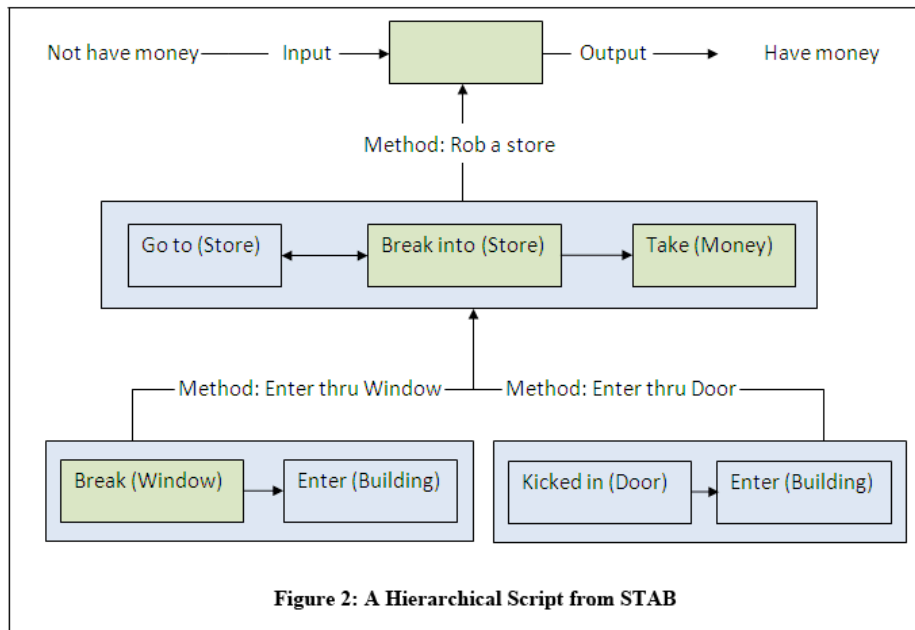 Not have money Input Output Have money
Method: Rob a store
Go to (Store) Break into (Store) Take (Money)
Method: Enter thru Window Method: Enter thru Door
Break (Window) Enter (Building) Kicked in (Door) Enter (Building)
Figure 2: A Hierarchical Script from STAB